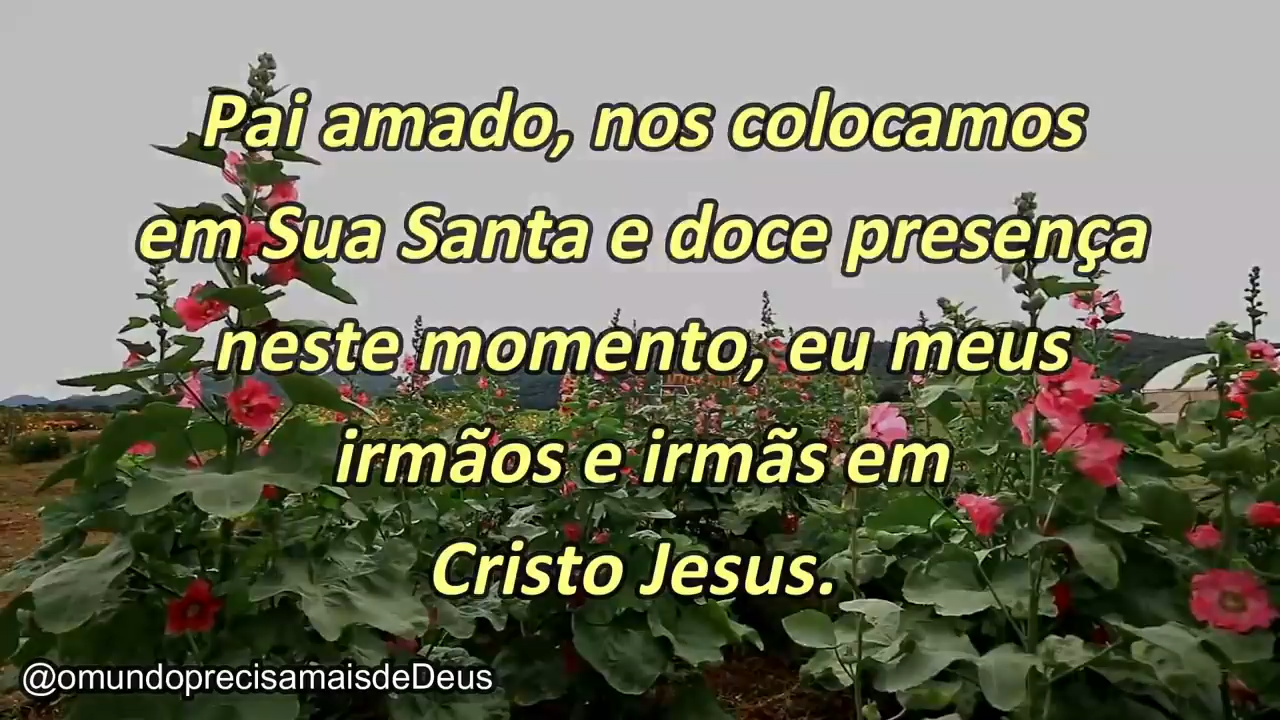 Pai amado, nos colocamos
em Sua Santa e doce presença
neste momento, eu meus
irmãos e irmãs em
Cristo Jesus.
@omundoprecisamaisdeDeus